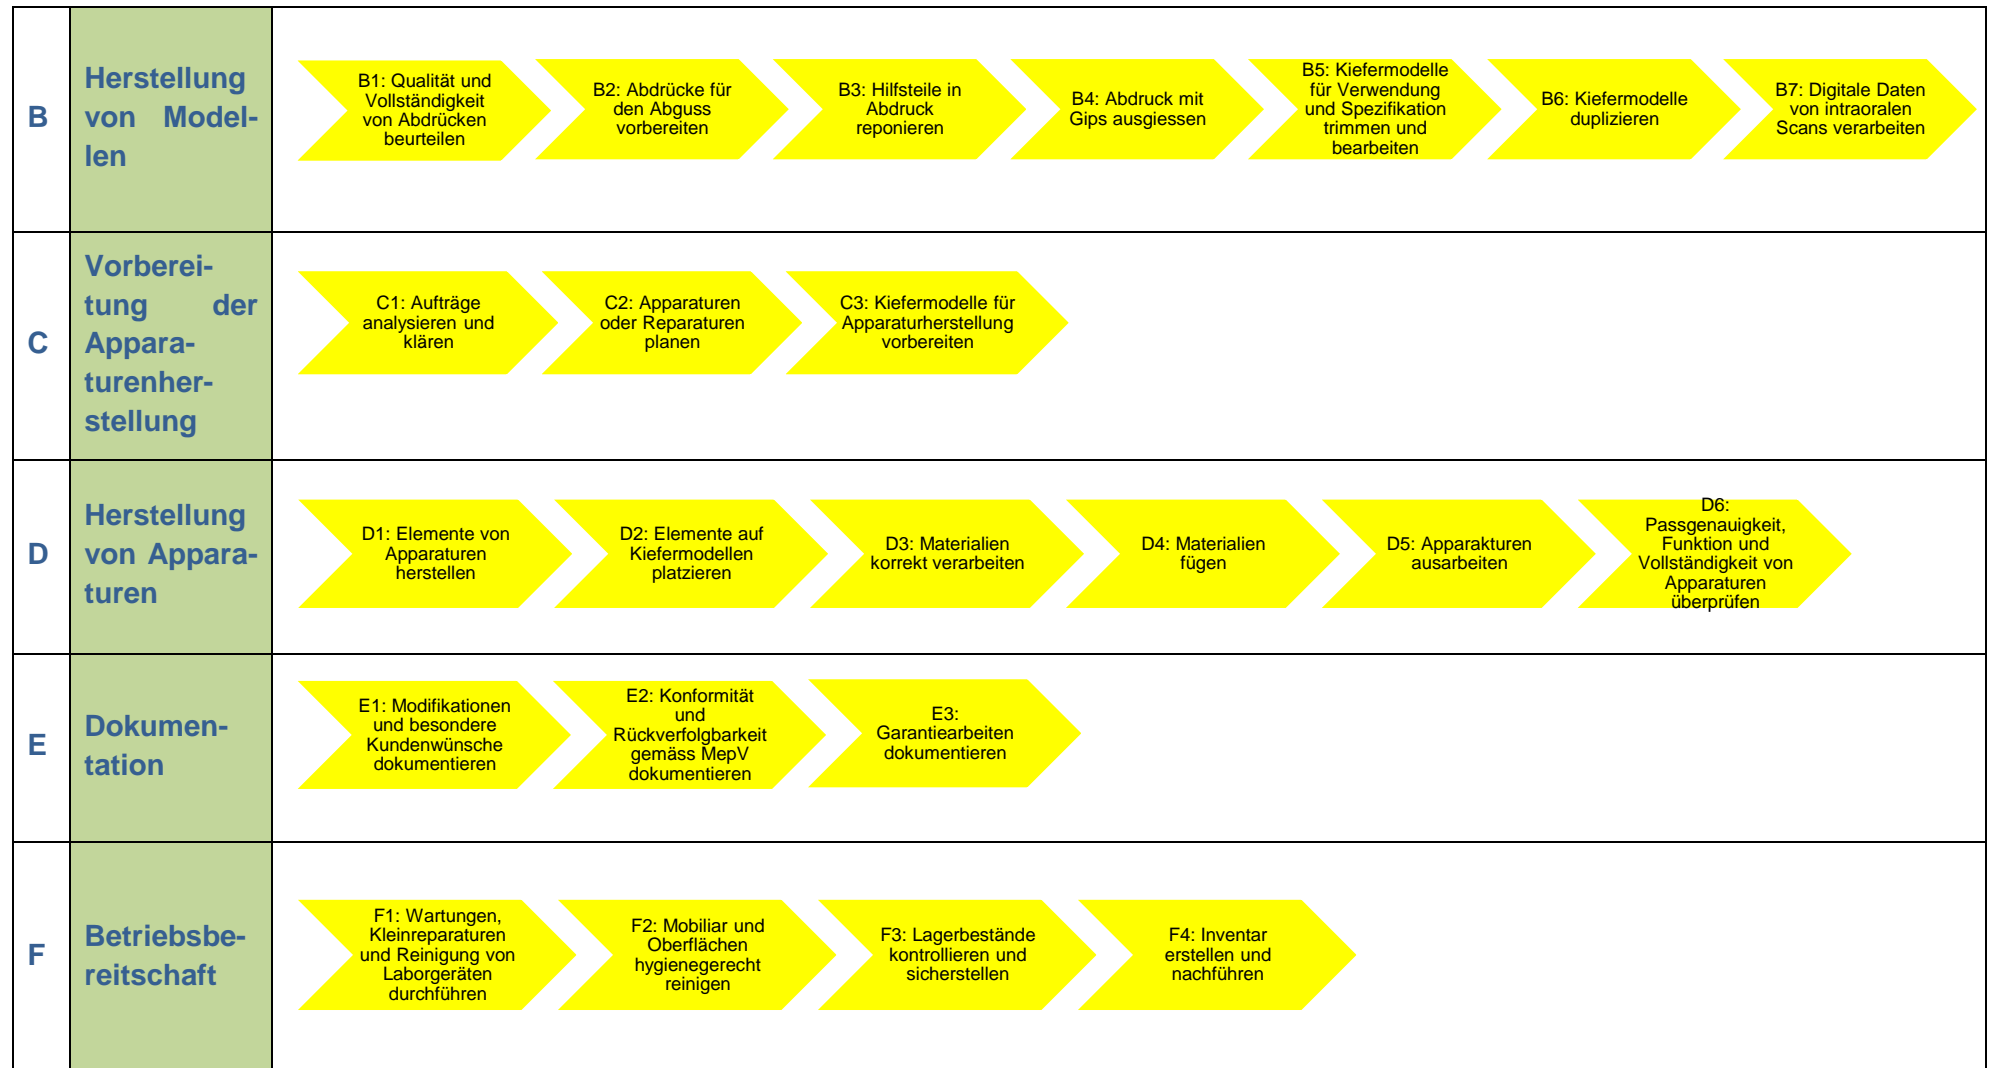 B
Herstellung
von Model-
len
B1: Qualität und
Vollständigkeit
von Abdrücken
beurteilen
B2: Abdrücke für
den Abguss
vorbereiten
B3: Hilfsteile in
Abdruck
reponieren
B4: Abdruck mit
Gips ausgiessen
B5: Kiefermodelle
für Verwendung
und Spezifikation
trimmen und
bearbeiten
B6: Kiefermodelle
duplizieren
B7: Digitale Daten
von intraoralen
Scans verarbeiten
C
Vorberei-
tung der
Appara-
turenher-
stellung
C1: Aufträge
analysieren und
klären
C2: Apparaturen
oder Reparaturen
planen
C3: Kiefermodelle für
Apparaturherstellung
vorbereiten
D
Herstellung
von Appara-
turen
D1: Elemente von
Apparaturen
herstellen
D2: Elemente auf
Kiefermodellen
platzieren
D3: Materialien
korrekt verarbeiten
D4: Materialien
fügen
D5: Apparakturen
ausarbeiten
D6:
Passgenauigkeit,
Funktion und
Vollständigkeit von
Apparaturen
überprüfen
E
Dokumen-
tation
E1: Modifikationen
und besondere
Kundenwünsche
dokumentieren
E2: Konformität
und
Rückverfolgbarkeit
gemäss MepV
dokumentieren
E3:
Garantiearbeiten
dokumentieren
F
Betriebsbe-
reitschaft
F1: Wartungen,
Kleinreparaturen
und Reinigung von
Laborgeräten
durchführen
F2: Mobiliar und
Oberflächen
hygienegerecht
reinigen
F3: Lagerbestände
kontrollieren und
sicherstellen
F4: Inventar
erstellen und
nachführen